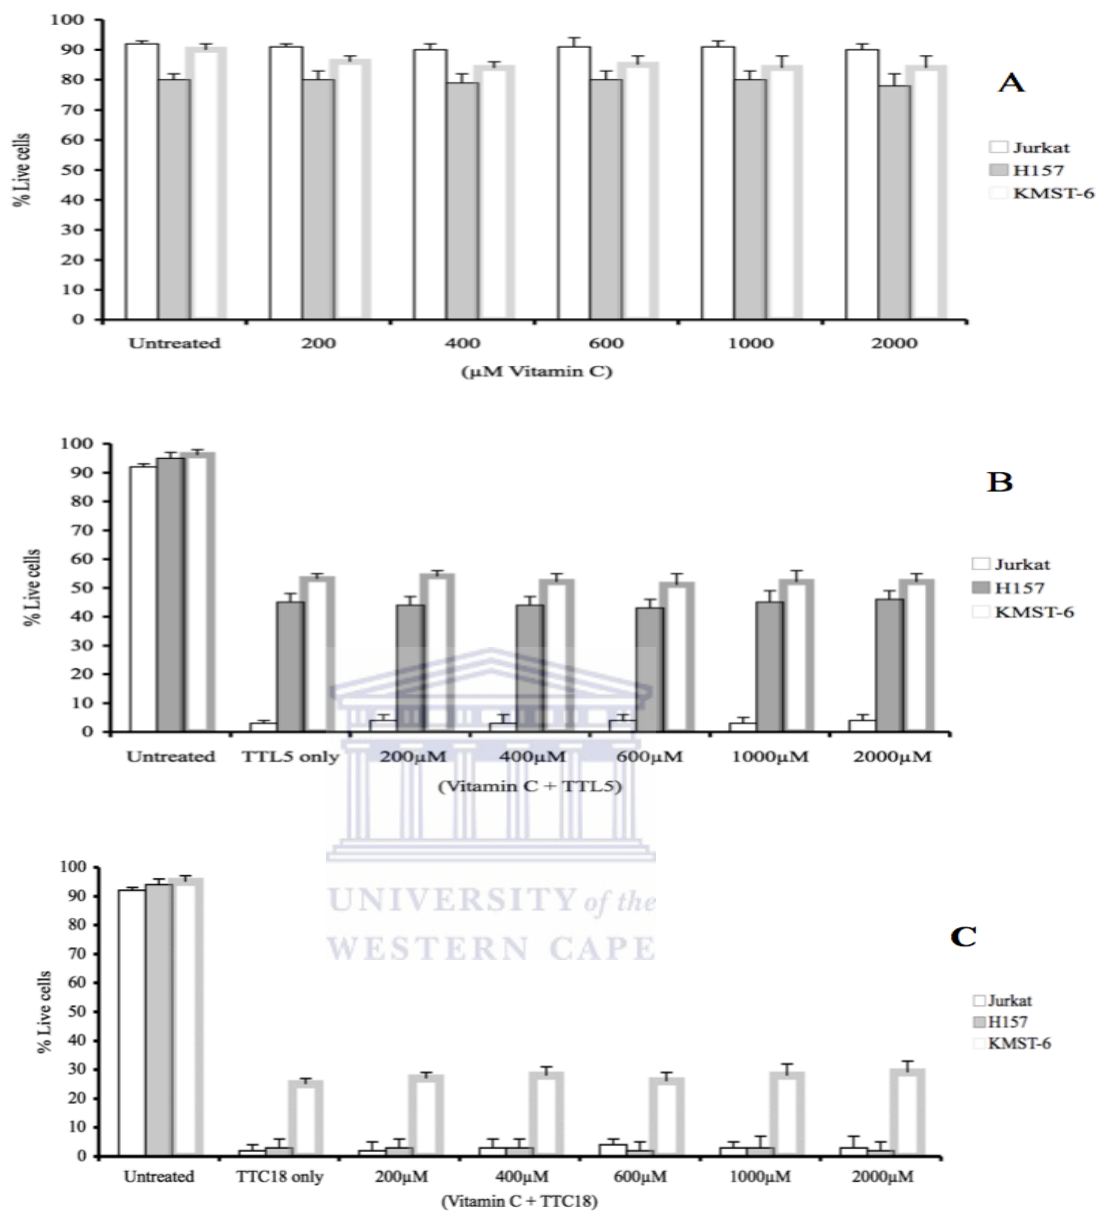 100
90
80
70
60
50
40
30
20
10
0
% Live cells
Untreated 200 400 600 1000 2000
(µM Vitamin C)
A
Jurkat
H157
KMST-6
100
90
80
70
60
50
40
30
20
10
0
% Live cells
Untreated TTL5 only 200µM 400µM 600µM 1000µM 2000µM
(Vitamin C + TTL5)
B
Jurkat
H157
KMST-6
UNIVERSITY of the
WESTERN CAPE
100
90
80
70
60
50
40
30
20
10
0
% Live cells
Untreated TTC18 only 200µM 400µM 600µM 1000µM 2000µM
(Vitamin C + TTC18)
C
Jurkat
H157
KMST-6